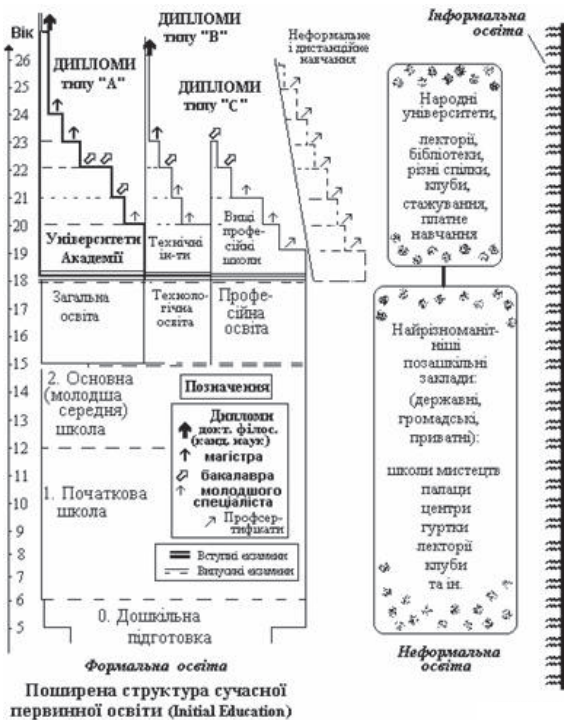 Вік
26
25
24
23
22
21
20
19
18
17
16
15
14
13
12
11
10
9
8
7
6
5
ДИПЛОМИ
типу "A"
ДИПЛОМИ
типу "B"
ДИПЛОМИ
типу "C"
Неформальне
і дистанційне
навчання
Університети
Академії
Технічні
ін-ти
Вищі
профе-
сійні
школи
Загальна
освіта
Техноло-
гічна
освіта
Профе-
сійна
освіта
2. Основна
(молодша
середня)
школа
1. Початкова
школа
0. Дошкільна
підготовка
Позначення
Дипломи
докт. філос.
(канд. наук)
магістра
бакалавра
молодшого
спеціаліста
Профсер-
тифікати
Вступні екзамени
Випускні екзамени
Формальна освіта
Поширена структура сучасної
первинної освіти (Initial Education)
Інформальна
освіта
Народні
університети,
лекторії,
бібліотеки,
різні спілки,
клуби,
стажування,
платне
навчання
Найрізноманіт-
ніші
позашкільні
заклади:
(державні,
громадські,
приватні):
школи мистецтв
палаци
центри
гуртки
лекторії
клуби
та ін.
Неформальна
освіта